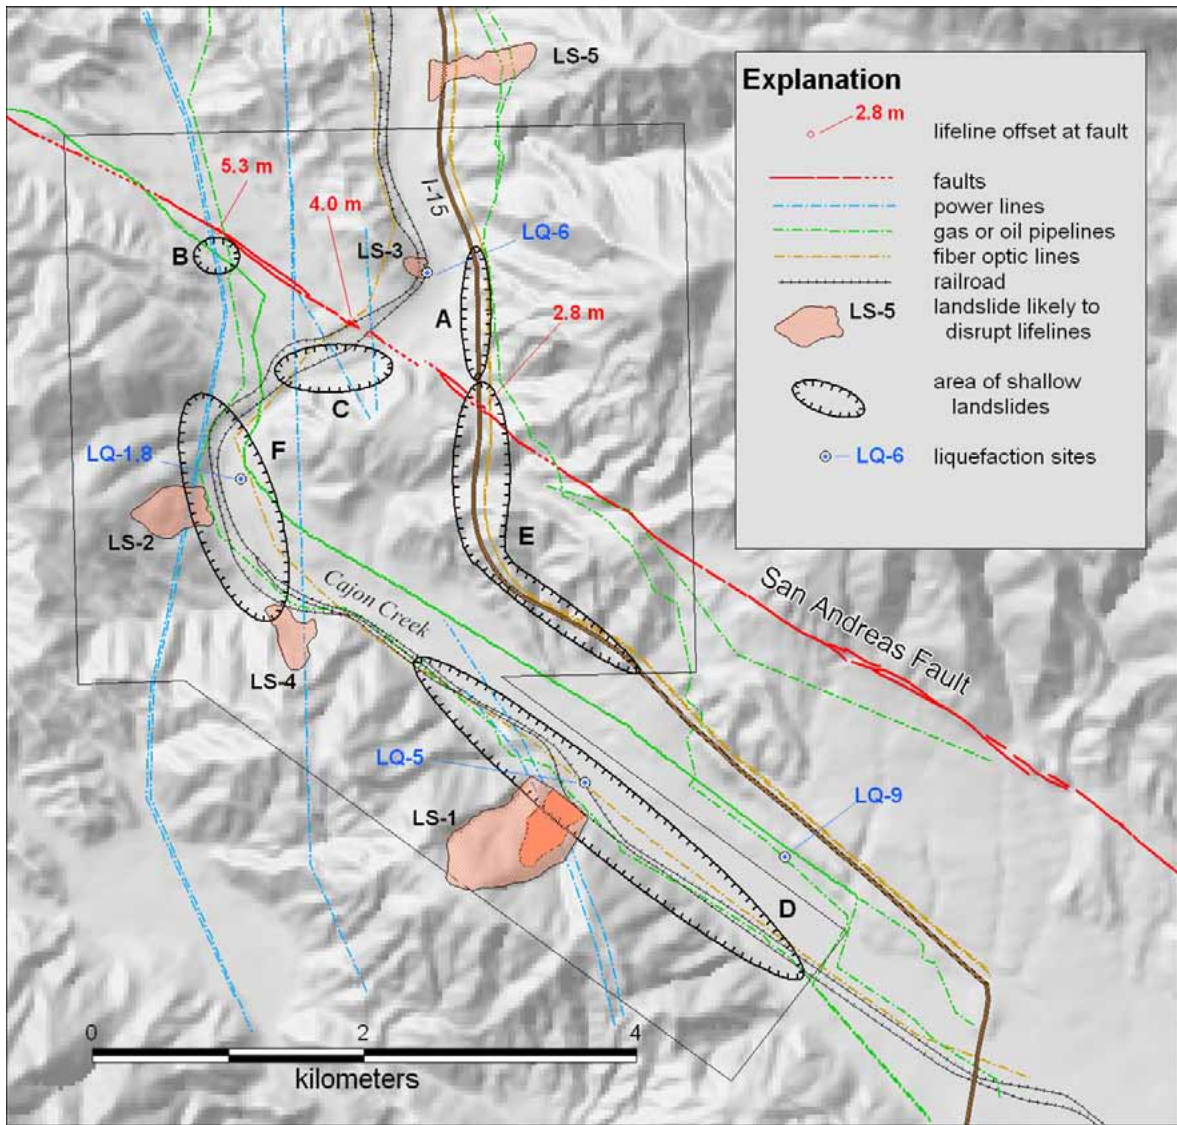 LS-5
Explanation
2.8 m
lifeline offset at fault
faults
power lines
gas or oil pipelines
fiber optic lines
railroad
LS-5
landslide likely to
disrupt lifelines
area of shallow
landslides
LQ-6
liquefaction sites
5.3 m
I-15
4.0 m
LS-3
LQ-6
B
A
2.8 m
C
LQ-1,8
F
LS-2
E
Cajon Creek
San Andreas Fault
LS-4
LQ-5
LS-1
LQ-9
D
0
2
4
kilometers